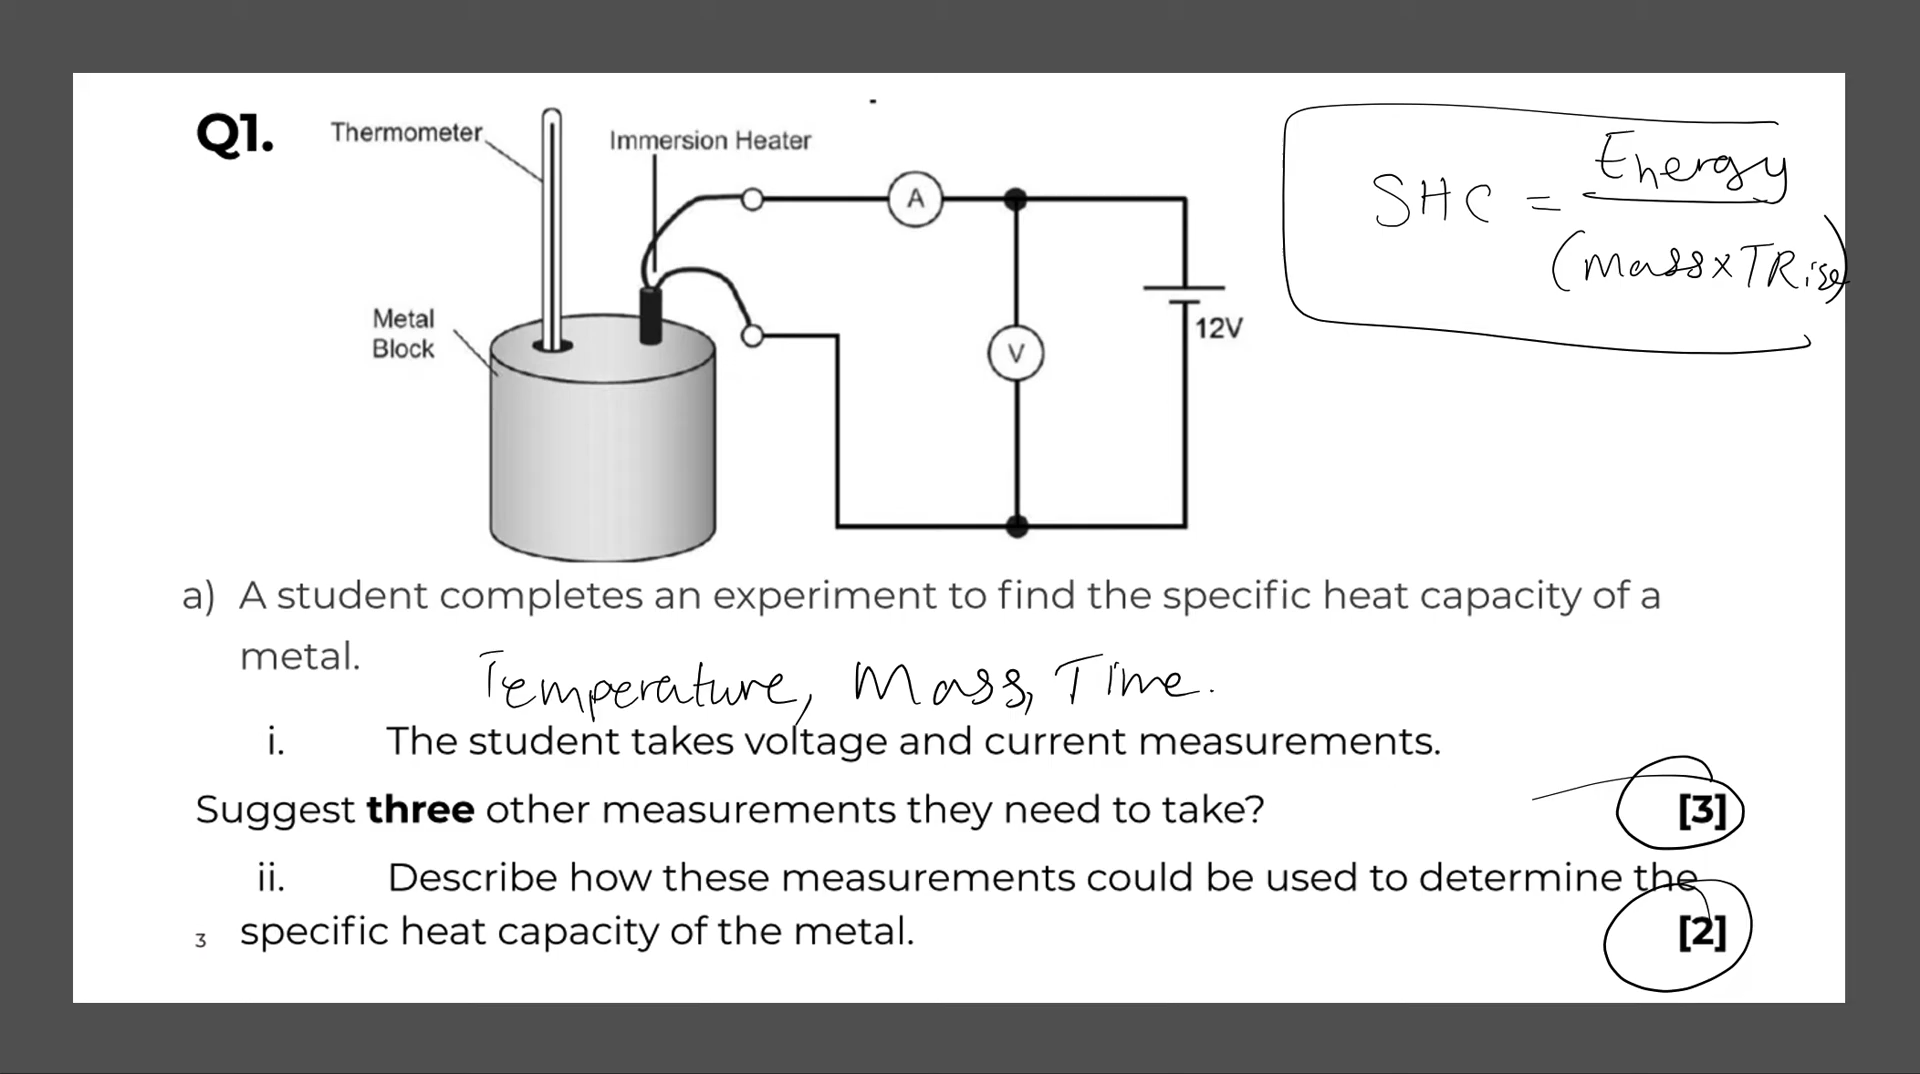 Q1.
Thermometer
Immersion Heater
A
Energy
SHC =
(Mass x TRise)
Metal
Block
V
12V
a) A student completes an experiment to find the specific heat capacity of a
metal.
Temperature, Mass, Time.
i. The student takes voltage and current measurements.
Suggest three other measurements they need to take? [3]
ii. Describe how these measurements could be used to determine the
3 specific heat capacity of the metal. [2]